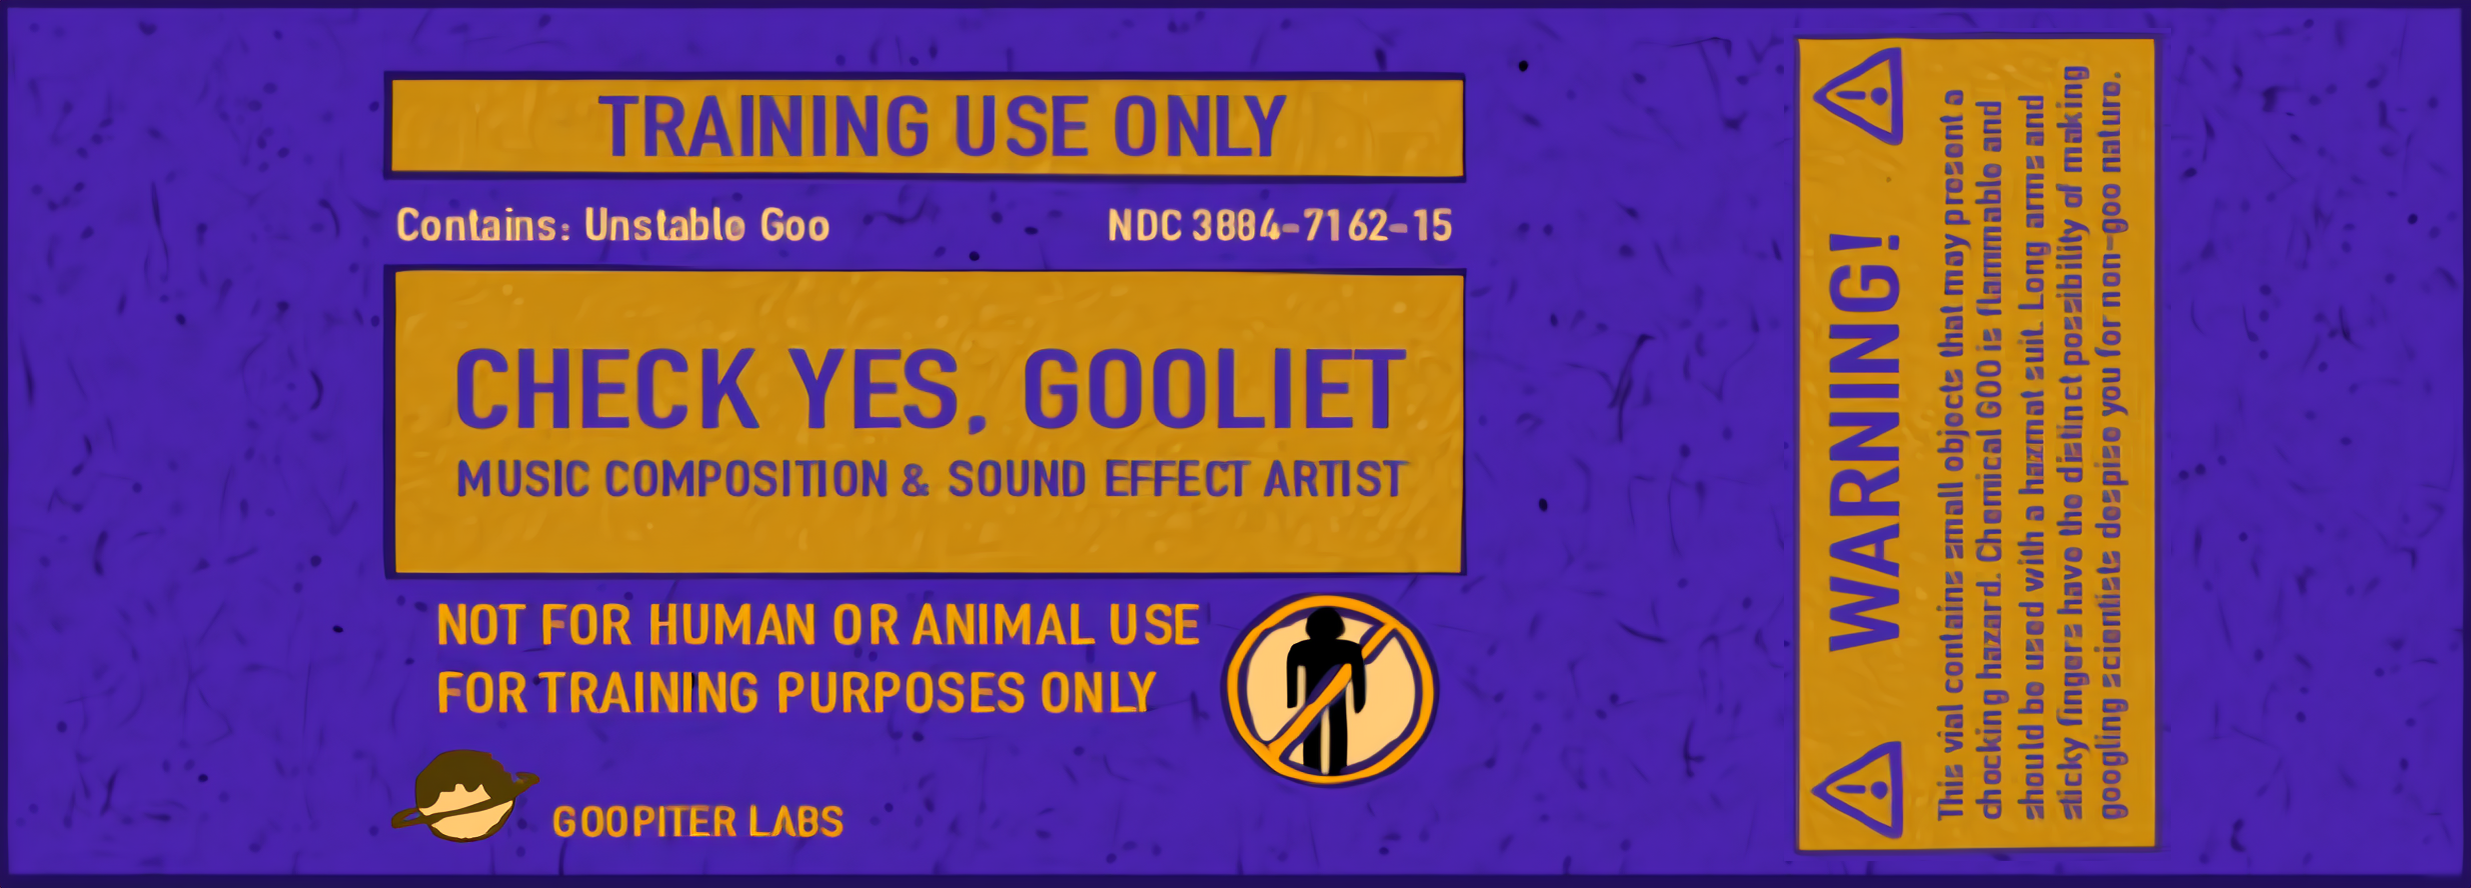 TRAINING USE ONLY
Contains: Unstable Goo
NDC 3884-7162-15
CHECK YES, GOOLIET
MUSIC COMPOSITION & SOUND EFFECT ARTIST
NOT FOR HUMAN OR ANIMAL USE
FOR TRAINING PURPOSES ONLY
GOOPITER LABS
WARNING!
This vial contains small objects that may present a
chocking hazard. Chemical GOO is flammable and
should be used with a hazmat suit. Long arms and
sticky fingers have the distinct possibility of making
googling scientists despise you for non-goo nature.